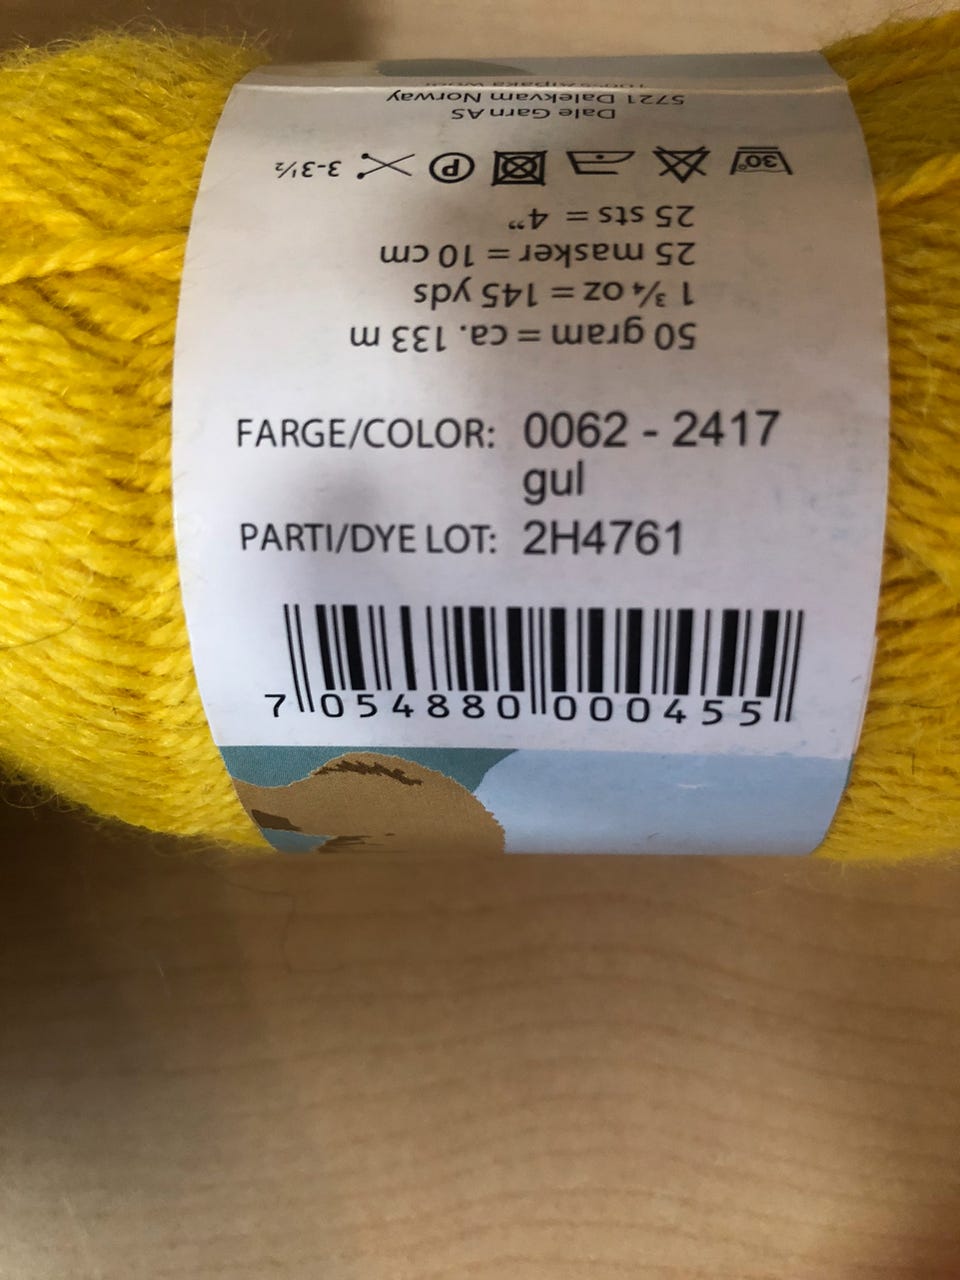 50 gram = ca. 133 m
1 ¾ oz = 145 yds
25 masker = 10 cm
25 sts = 4”
30° P 3-3½
Dale Garn AS
5721 Dalekvam Norway
FARGE/COLOR: 0062 - 2417
gul
PARTI/DYE LOT: 2H4761
7 054880 000455